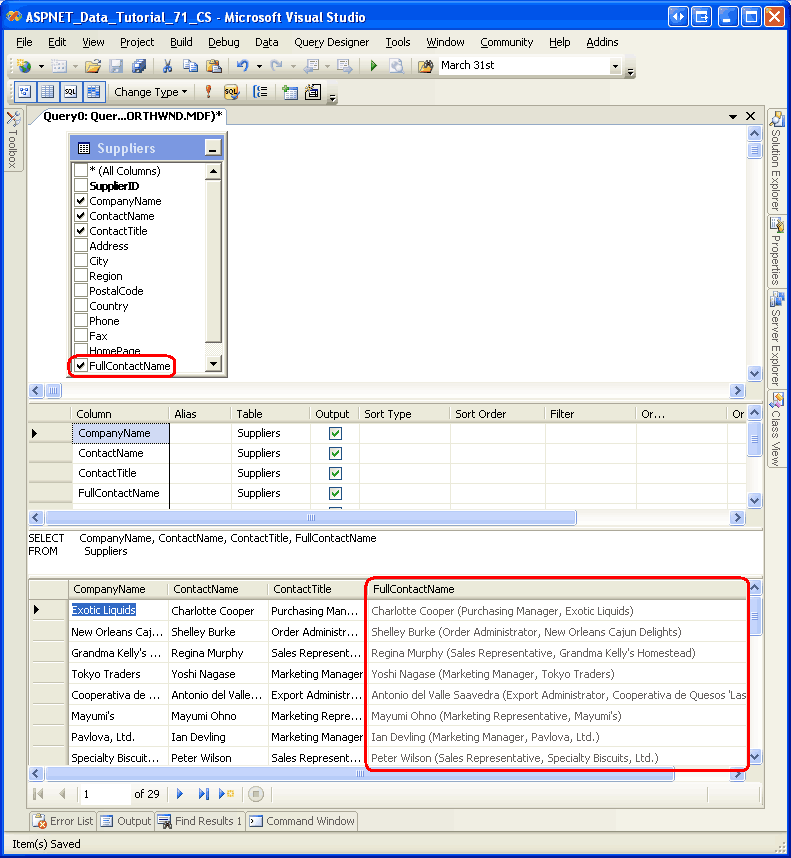 ASPNET_Data_Tutorial_71_CS - Microsoft Visual Studio
File Edit View Project Build Debug Data Query Designer Tools Window Community Help Addins
March 31st
SQL Change Type SQL
Query0: Quer...ORTHWND.MDF)*
Toolbox
Solution Explorer
Properties
Server Explorer
Class View
Suppliers
* (All Columns)
SupplierID
CompanyName
ContactName
ContactTitle
Address
City
Region
PostalCode
Country
Phone
Fax
HomePage
FullContactName
Column Alias Table Output Sort Type Sort Order Filter Or... Or
CompanyName Suppliers
ContactName Suppliers
ContactTitle Suppliers
FullContactName Suppliers
SELECT CompanyName, ContactName, ContactTitle, FullContactName
FROM Suppliers
CompanyName ContactName ContactTitle FullContactName
Exotic Liquids Charlotte Cooper Purchasing Man... Charlotte Cooper (Purchasing Manager, Exotic Liquids)
New Orleans Caj... Shelley Burke Order Administr... Shelley Burke (Order Administrator, New Orleans Cajun Delights)
Grandma Kelly's ... Regina Murphy Sales Represent... Regina Murphy (Sales Representative, Grandma Kelly's Homestead)
Tokyo Traders Yoshi Nagase Marketing Manager Yoshi Nagase (Marketing Manager, Tokyo Traders)
Cooperativa de ... Antonio del Valle... Export Administr... Antonio del Valle Saavedra (Export Administrator, Cooperativa de Quesos 'Las
Mayumi's Mayumi Ohno Marketing Repre... Mayumi Ohno (Marketing Representative, Mayumi's)
Pavlova, Ltd. Ian Devling Marketing Manager Ian Devling (Marketing Manager, Pavlova, Ltd.)
Specialty Biscuit... Peter Wilson Sales Represent... Peter Wilson (Sales Representative, Specialty Biscuits, Ltd.)
1 of 29
Error List Output Find Results 1 Command Window
Item(s) Saved